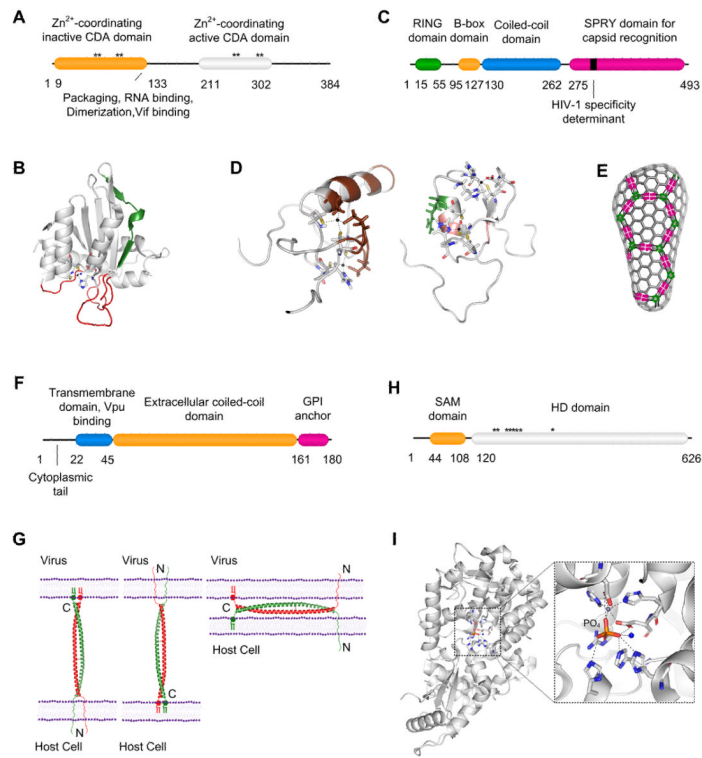 A
Zn2+-coordinating
inactive CDA domain
Zn2+-coordinating
active CDA domain
** **
** **
1 9 133 211 302 384
Packaging, RNA binding,
Dimerization,Vif binding
C
RING
domain
B-box
domain
Coiled-coil
domain
SPRY domain for
capsid recognition
1 15 55 95 127 130 262 275 493
HIV-1 specificity
determinant
B
D
E
F
Transmembrane
domain, Vpu
binding
Extracellular coiled-coil
domain
GPI
anchor
1 22 45 161 180
Cytoplasmic
tail
H
SAM
domain
HD domain
** **** *
1 44 108 120 626
G
Virus
C
N
Host Cell
Virus
N
C
Host Cell
Virus
N
C
N
Host Cell
I
PO4